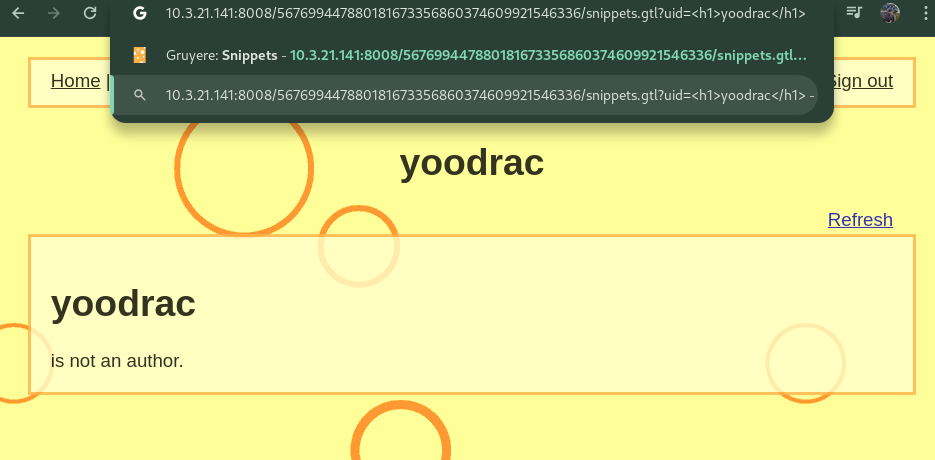 10.3.21.141:8008/567699447880181673356860374609921546336/snippets.gtl?uid=<h1>yoodrac</h1>
Gruyere: Snippets - 10.3.21.141:8008/567699447880181673356860374609921546336/snippets.gtl...
10.3.21.141:8008/567699447880181673356860374609921546336/snippets.gtl?uid=<h1>yoodrac</h1> -
Home | Sign out
yoodrac
Refresh
yoodrac
is not an author.